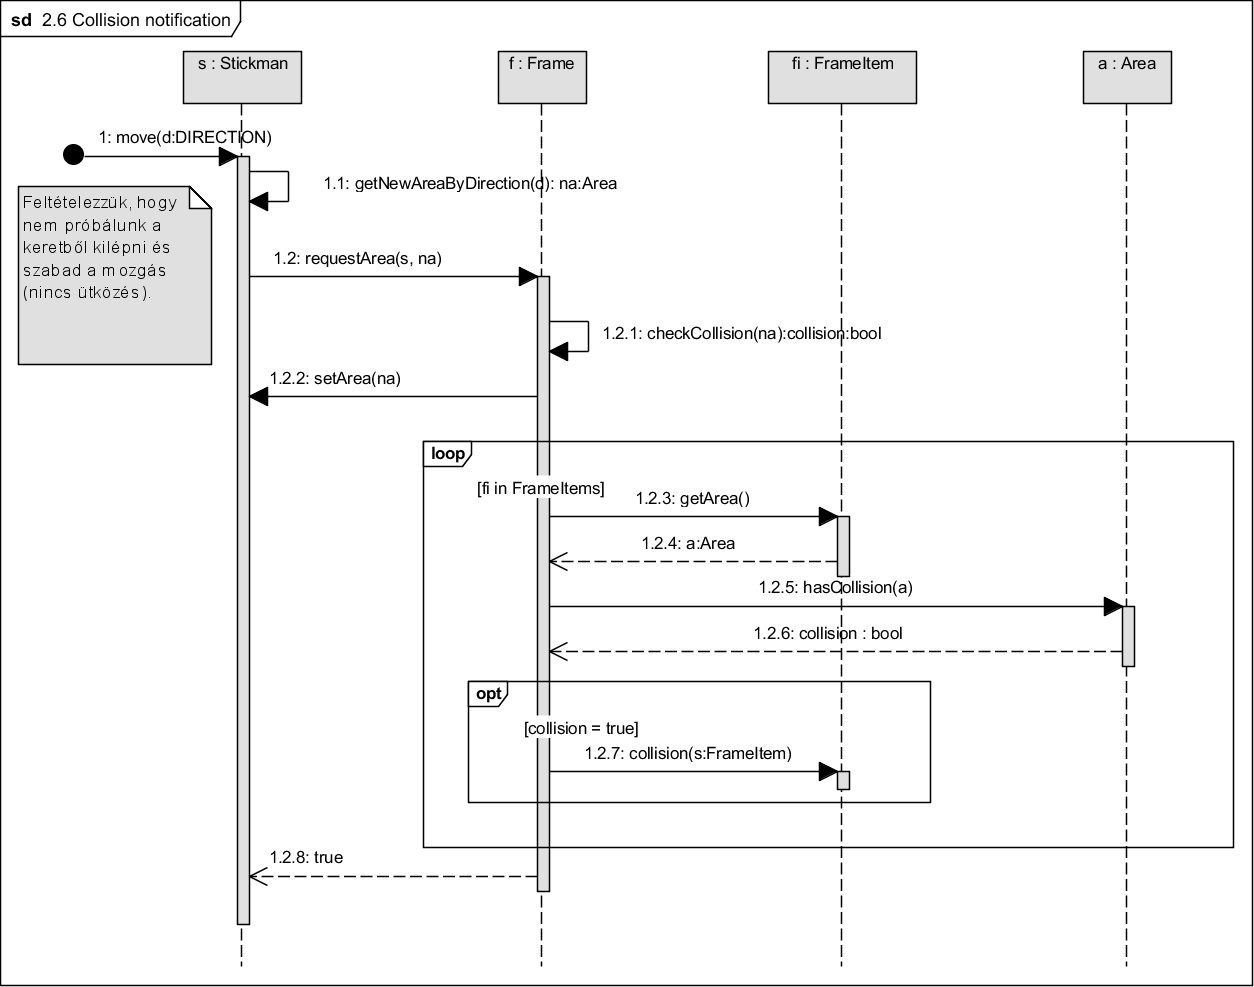 sd 2.6 Collision notification
s : Stickman
f : Frame
fi : FrameItem
a : Area
1: move(d:DIRECTION)
1.1: getNewAreaByDirection(d): na:Area
Feltételezzük, hogy
nem próbálunk a
keretből kilépni és
szabad a mozgás
(nincs ütközés).
1.2: requestArea(s, na)
1.2.1: checkCollision(na):collision:bool
1.2.2: setArea(na)
loop
[fi in FrameItems]
1.2.3: getArea()
1.2.4: a:Area
1.2.5: hasCollision(a)
1.2.6: collision : bool
opt
[collision = true]
1.2.7: collision(s:FrameItem)
1.2.8: true